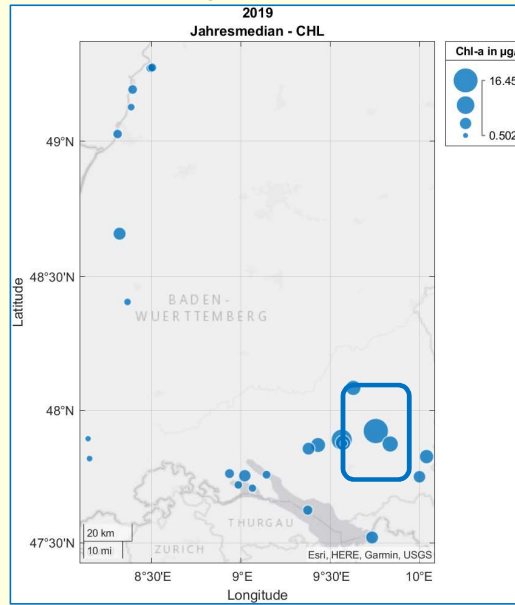 2019
Jahresmedian - CHL
Chl-a in µg/
16.45
0.502
49°N
48°30'N
48°N
47°30'N
Latitude
BADEN-
WUERTTEMBERG
THURGAU
ZURICH
20 km
10 mi
Esri, HERE, Garmin, USGS
8°30'E
9°E
9°30'E
10°E
Longitude